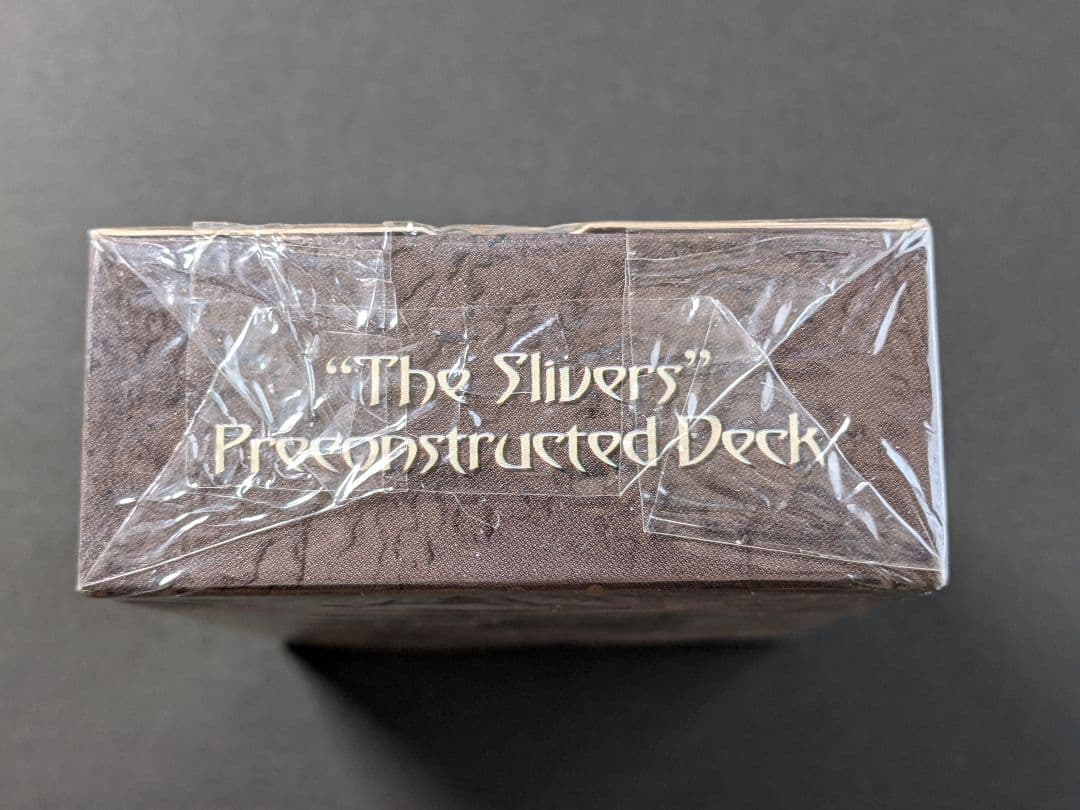 “The Slivers”
Preconstructed Deck